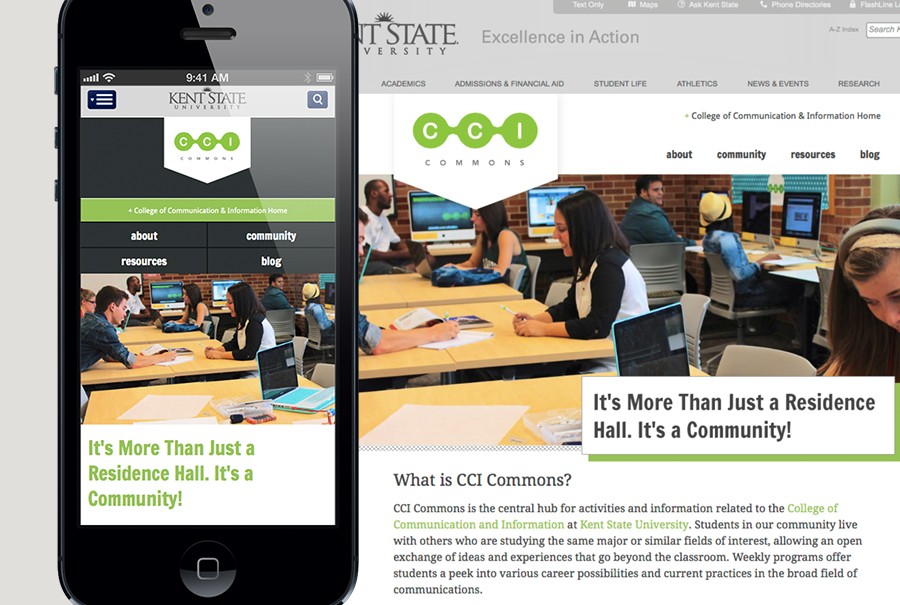 9:41 AM
KENT STATE
UNIVERSITY
CCI
COMMONS
+ College of Communication & Information Home
about
community
resources
blog
It's More Than Just a
Residence Hall. It's a
Community!
Text Only
Maps
Ask Kent State
Phone Directories
FlashLine
NT STATE
VERSITY
Excellence in Action
A-Z Index
Search
ACADEMICS
ADMISSIONS & FINANCIAL AID
STUDENT LIFE
ATHLETICS
NEWS & EVENTS
RESEARCH
CCI
COMMONS
+ College of Communication & Information Home
about
community
resources
blog
It's More Than Just a Residence
Hall. It's a Community!
What is CCI Commons?
CCI Commons is the central hub for activities and information related to the College of
Communication and Information at Kent State University. Students in our community live
with others who are studying the same major or similar fields of interest, allowing an open
exchange of ideas and experiences that go beyond the classroom. Weekly programs offer
students a peek into various career possibilities and current practices in the broad field of
communications.